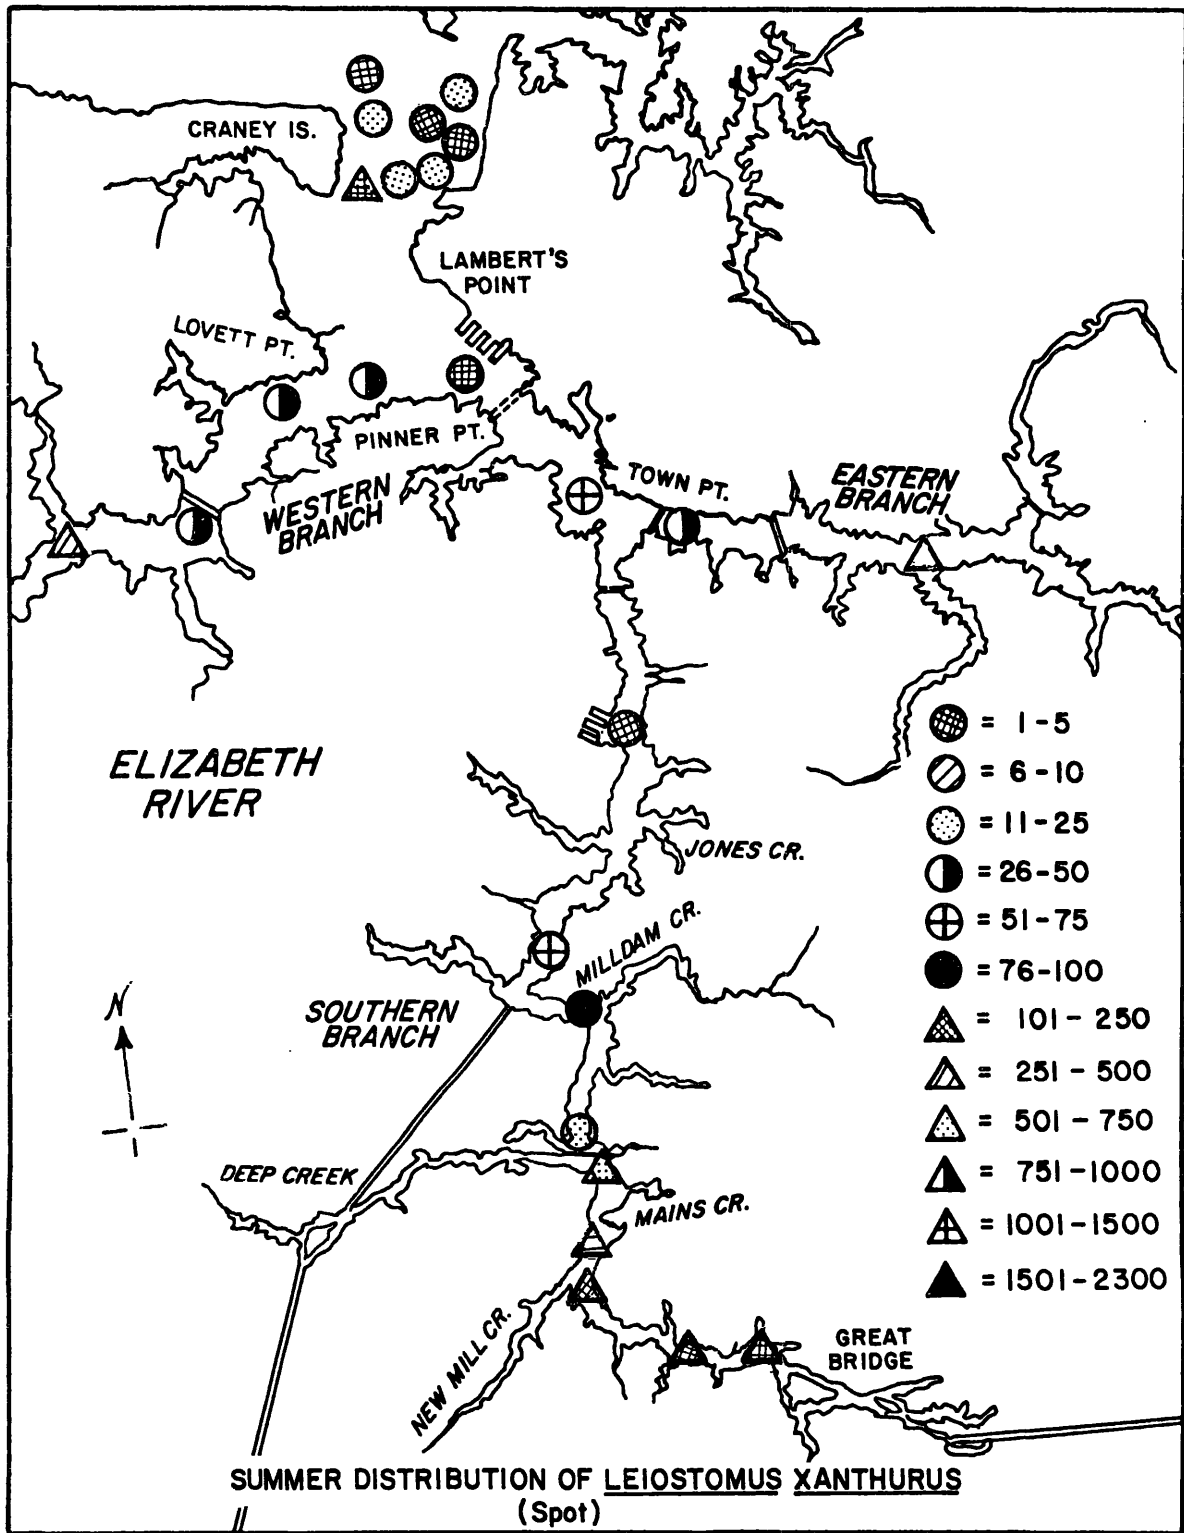 CRANEY IS.
LAMBERT'S
POINT
LOVETT PT.
PINNER PT.
TOWN PT.
EASTERN
BRANCH
WESTERN
BRANCH
ELIZABETH
RIVER
= 1-5
= 6-10
= 11-25
= 26-50
= 51-75
= 76-100
= 101-250
= 251-500
= 501-750
= 751-1000
= 1001-1500
= 1501-2300
JONES CR.
MILLDAM CR.
SOUTHERN
BRANCH
N
DEEP CREEK
MAINS CR.
NEW MILL CR.
GREAT
BRIDGE
SUMMER DISTRIBUTION OF LEIOSTOMUS XANTHURUS
(Spot)